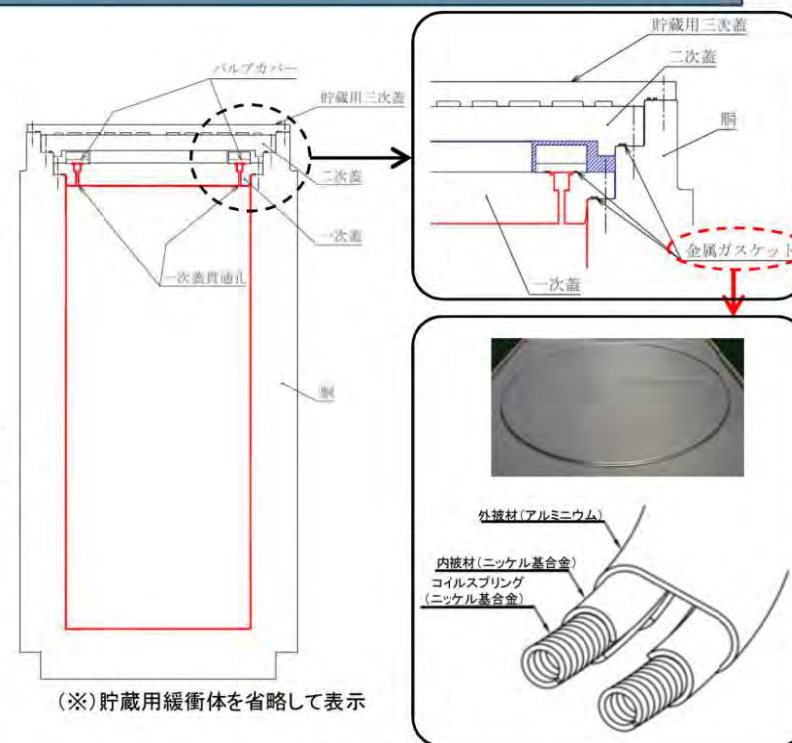 バルブカバー
貯蔵用三次蓋
二次蓋
一次蓋
一次蓋貫通孔
胴
(※)貯蔵用緩衝体を省略して表示
貯蔵用三次蓋
二次蓋
胴
金属ガスケット
一次蓋
外被材(アルミニウム)
内被材(ニッケル基合金)
コイルスプリング
(ニッケル基合金)